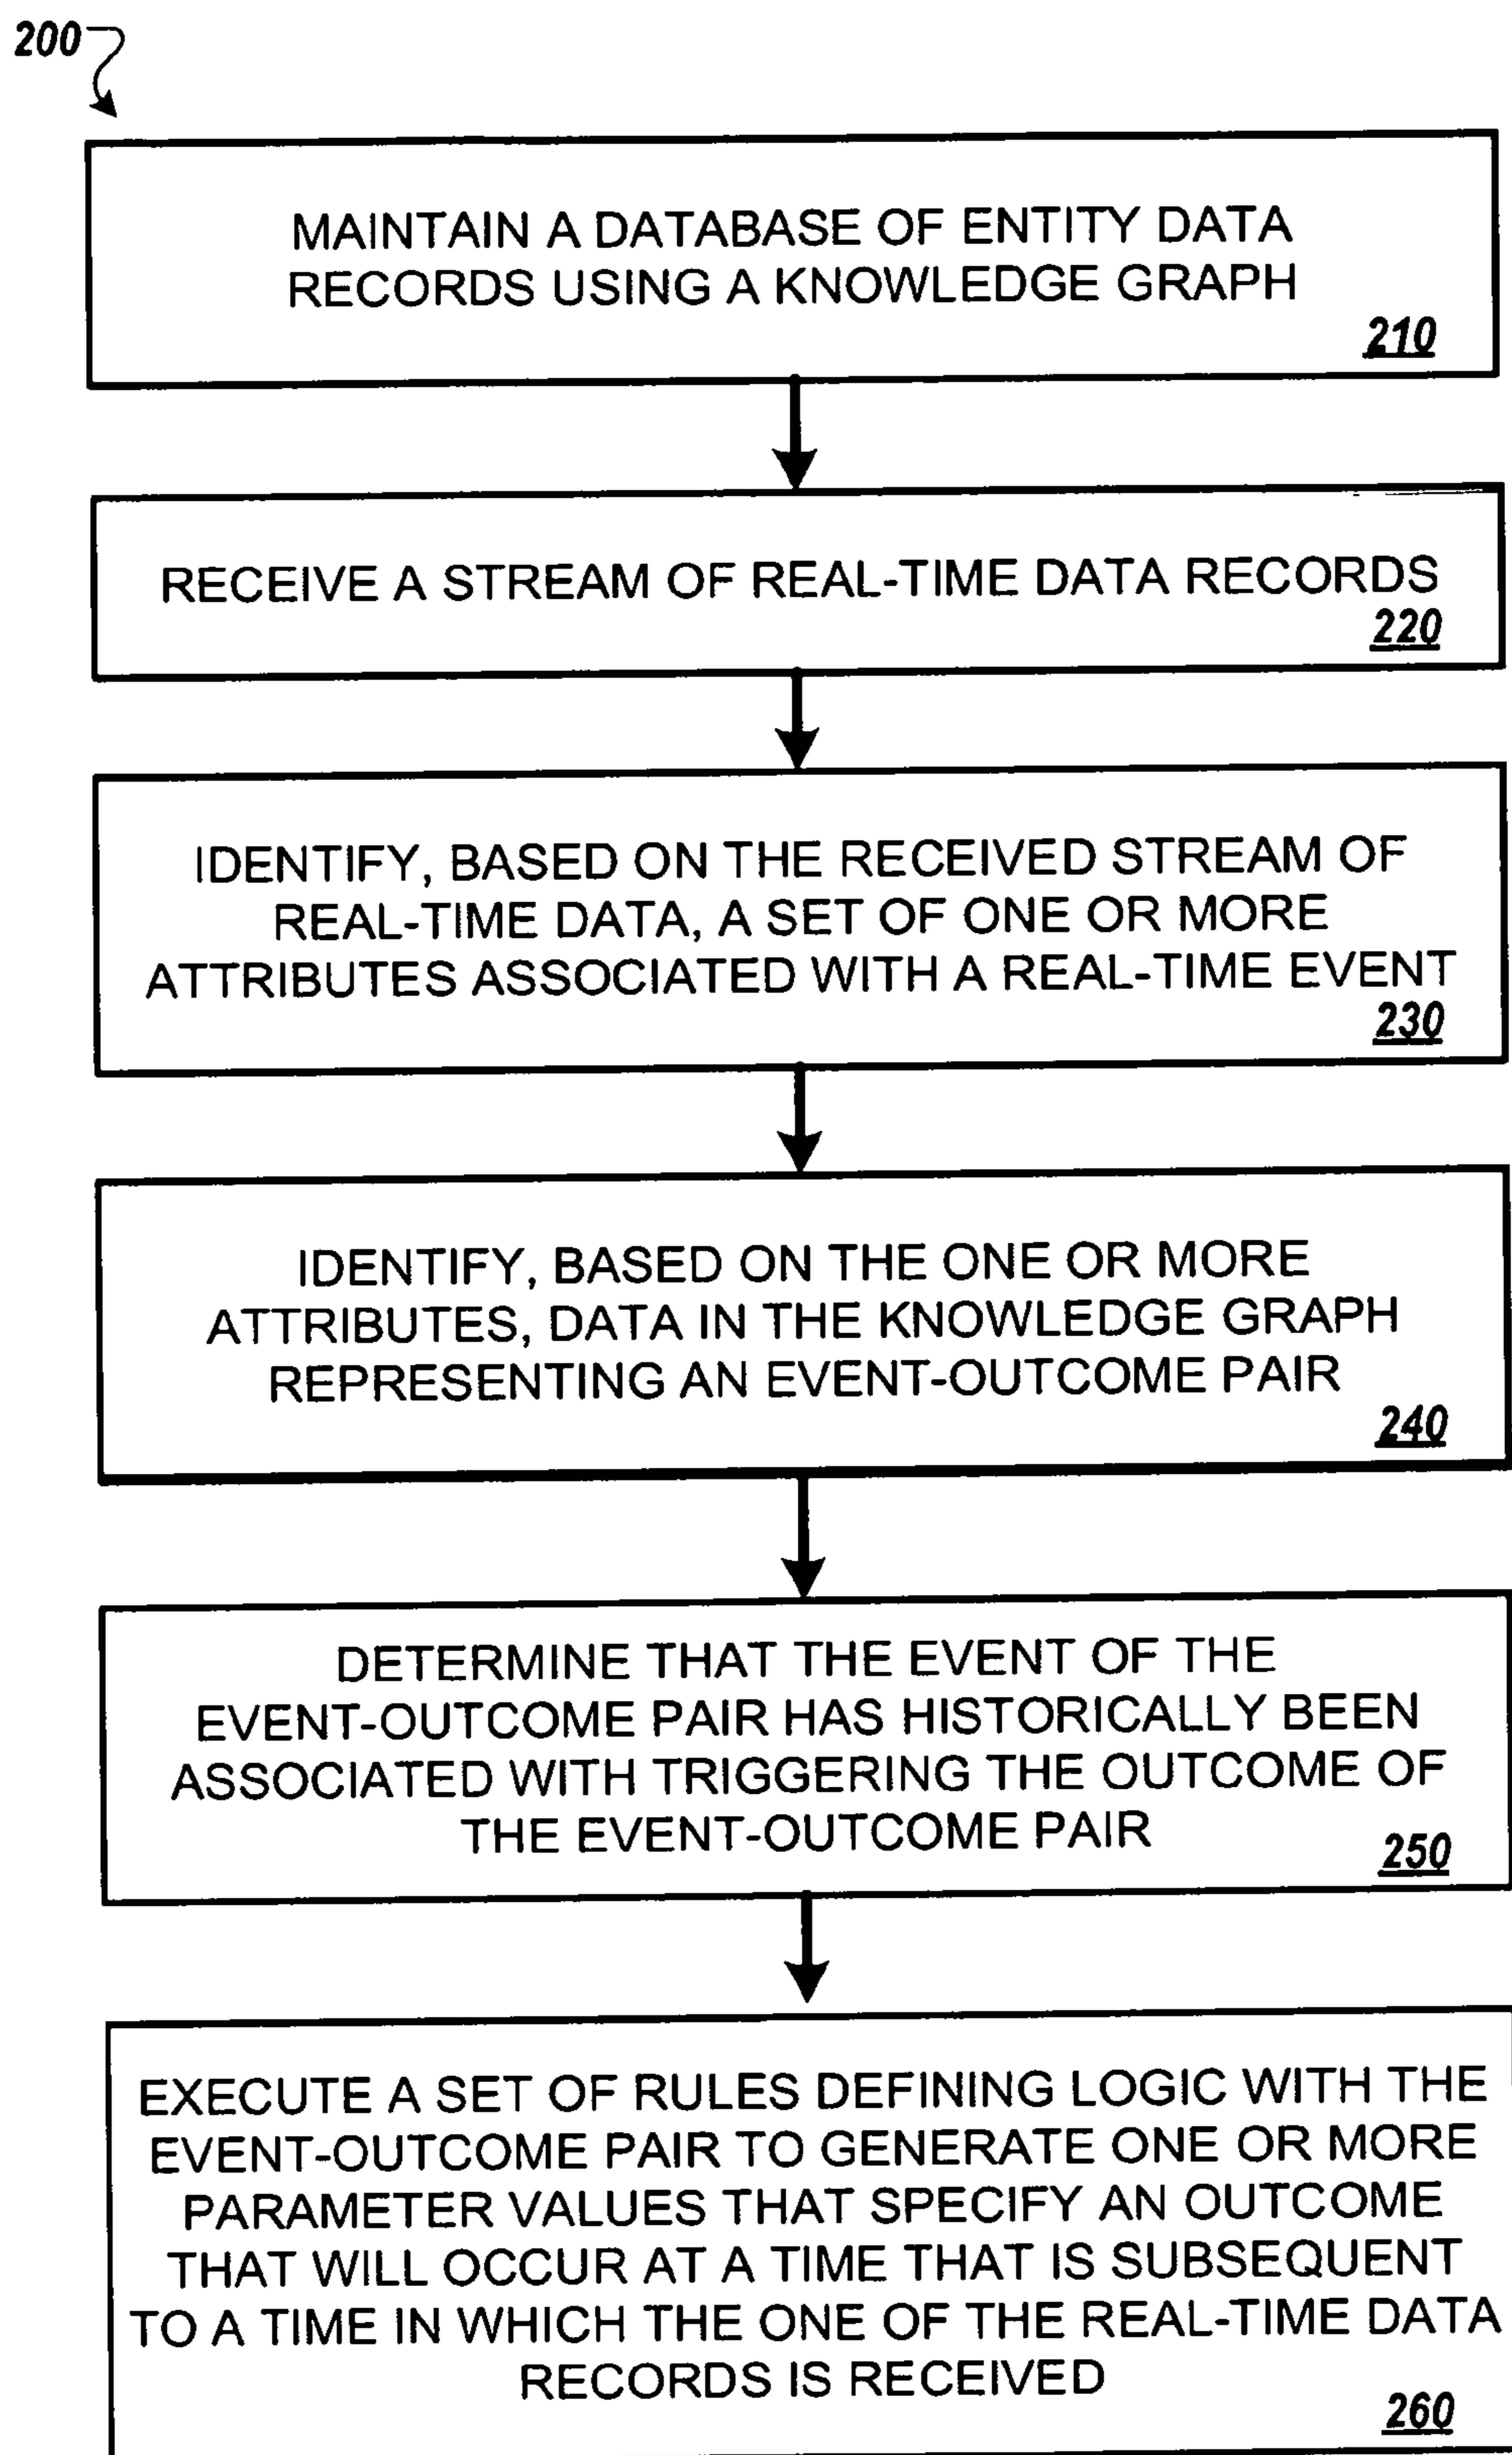 200
MAINTAIN A DATABASE OF ENTITY DATA
RECORDS USING A KNOWLEDGE GRAPH
210
RECEIVE A STREAM OF REAL-TIME DATA RECORDS
220
IDENTIFY, BASED ON THE RECEIVED STREAM OF
REAL-TIME DATA, A SET OF ONE OR MORE
ATTRIBUTES ASSOCIATED WITH A REAL-TIME EVENT
230
IDENTIFY, BASED ON THE ONE OR MORE
ATTRIBUTES, DATA IN THE KNOWLEDGE GRAPH
REPRESENTING AN EVENT-OUTCOME PAIR
240
DETERMINE THAT THE EVENT OF THE
EVENT-OUTCOME PAIR HAS HISTORICALLY BEEN
ASSOCIATED WITH TRIGGERING THE OUTCOME OF
THE EVENT-OUTCOME PAIR
250
EXECUTE A SET OF RULES DEFINING LOGIC WITH THE
EVENT-OUTCOME PAIR TO GENERATE ONE OR MORE
PARAMETER VALUES THAT SPECIFY AN OUTCOME
THAT WILL OCCUR AT A TIME THAT IS SUBSEQUENT
TO A TIME IN WHICH THE ONE OF THE REAL-TIME DATA
RECORDS IS RECEIVED
260